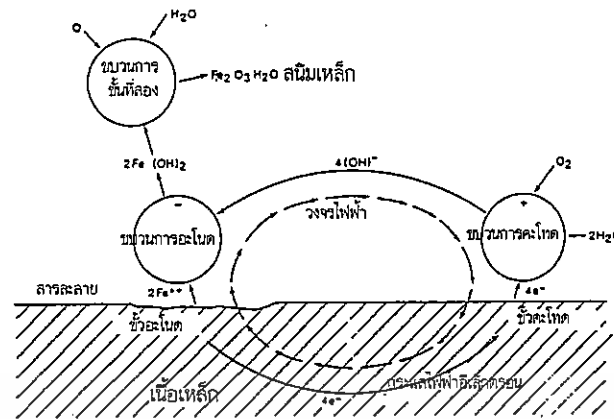 O
H₂O
ขบวนการ
ขั้นที่สอง
Fe₂O₃H₂O สนิมเหล็ก
2Fe (OH)₂
4(OH)⁻
O₂
−
ขบวนการอะโนด
วงจรไฟฟ้า
+
ขบวนการคะโทด
2H₂O
สารละลาย
2Fe⁺⁺
4e⁻
ขั้วอะโนด
ขั้วคะโทด
กระแสไฟฟ้าอิเล็กตรอน
เนื้อเหล็ก
4e⁻